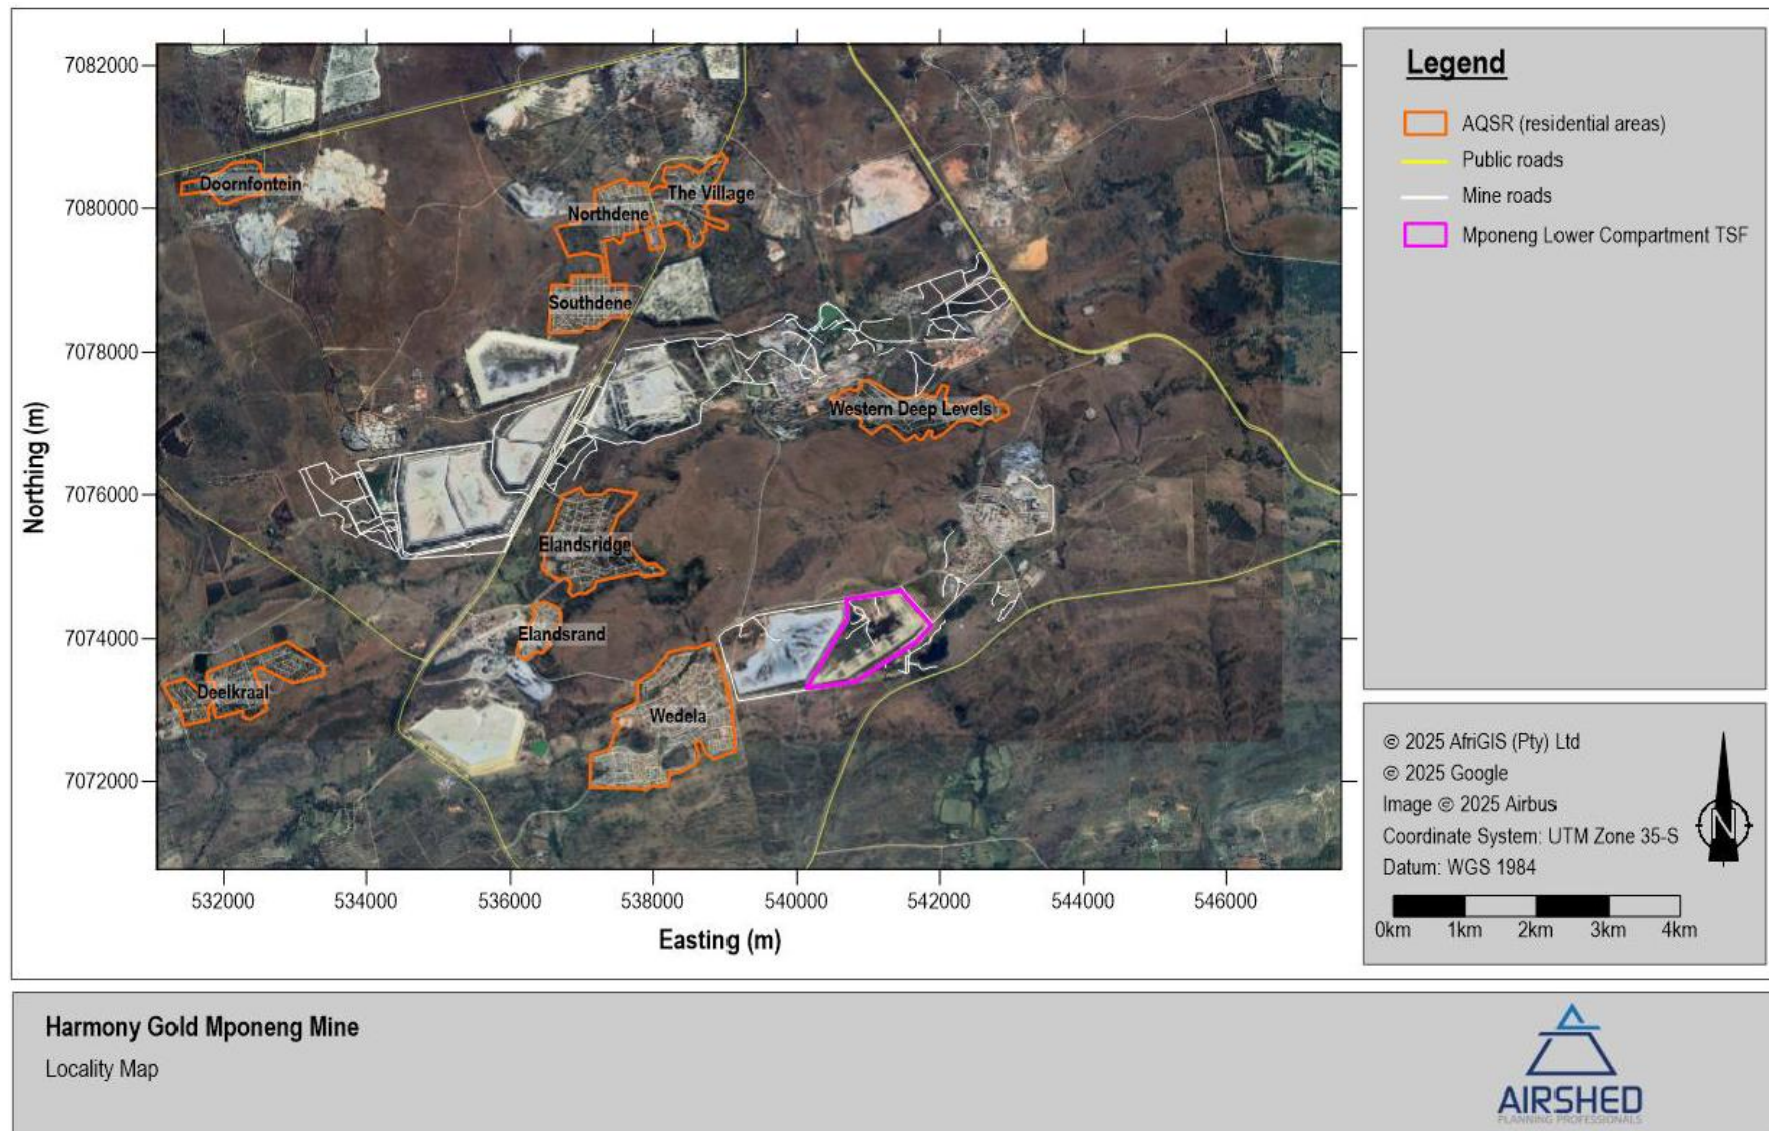 7082000
7080000
7078000
7076000
7074000
7072000
Northing (m)
Doornfontein
The Village
Northdene
Southdene
Western Deep Levels
Elandsridge
Elandsrand
Deelkraal
Wedela
532000
534000
536000
538000
540000
542000
544000
546000
Easting (m)
Legend
AQSR (residential areas)
Public roads
Mine roads
Mponeng Lower Compartment TSF
© 2025 AfriGIS (Pty) Ltd
© 2025 Google
Image © 2025 Airbus
Coordinate System: UTM Zone 35-S
Datum: WGS 1984
N
0km 1km 2km 3km 4km
Harmony Gold Mponeng Mine
Locality Map
AIRSHED
PLANNING PROFESSIONALS